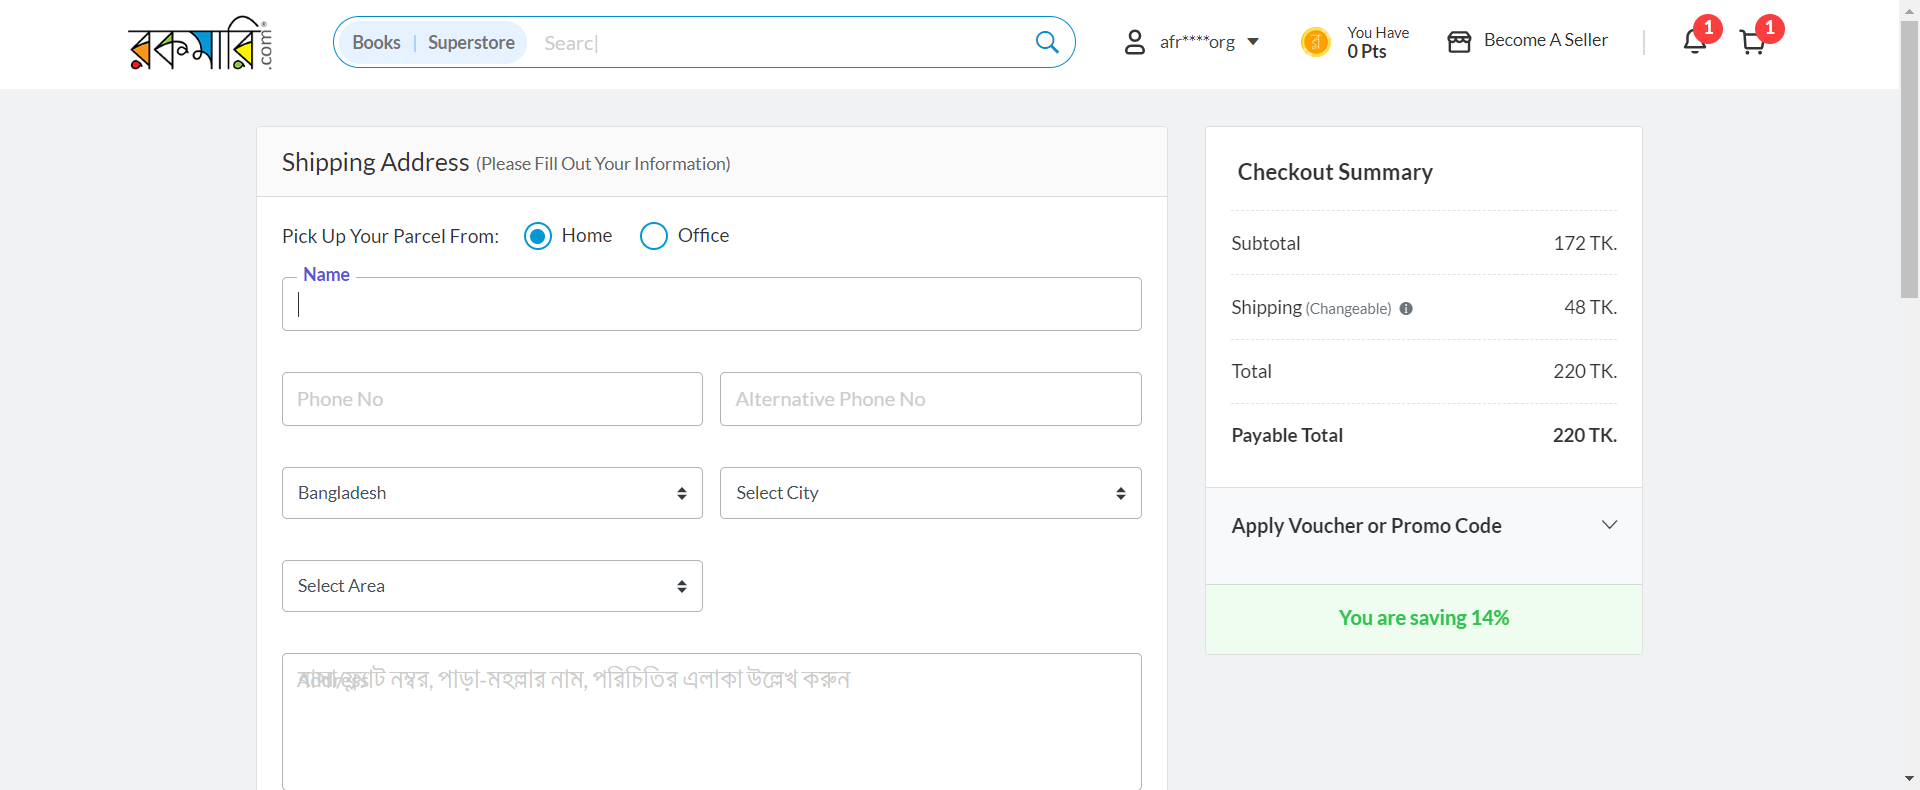 রকমারি.com
Books | Superstore Searc
afr****org
You Have
0 Pts
Become A Seller
1
1
Shipping Address (Please Fill Out Your Information)
Pick Up Your Parcel From: Home Office
Name
Phone No
Alternative Phone No
Bangladesh
Select City
Select Area
Address
বাসা/ফ্ল্যাট নম্বর, পাড়া-মহল্লার নাম, পরিচিতির এলাকা উল্লেখ করুন
Checkout Summary
Subtotal 172 TK.
Shipping (Changeable) 48 TK.
Total 220 TK.
Payable Total 220 TK.
Apply Voucher or Promo Code
You are saving 14%